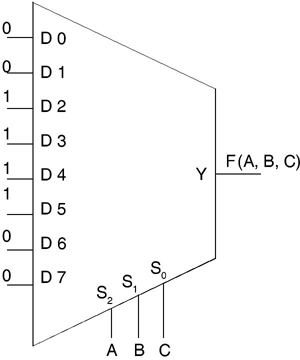 0 D 0
0 D 1
1 D 2
1 D 3
1 D 4
1 D 5
0 D 6
0 D 7
Y F(A, B, C)
S2 S1 S0
A B C